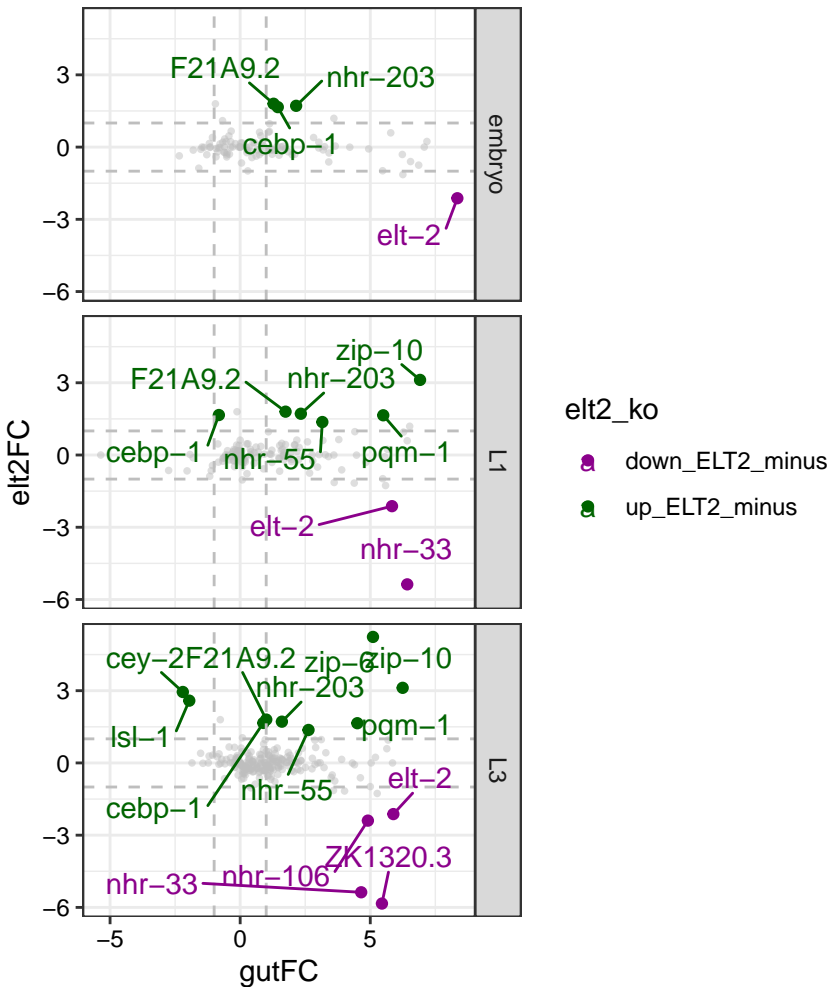 F21A9.2
nhr−203
cebp−1
elt−2
3
0
−3
−6
embryo
zip−10
F21A9.2
nhr−203
cebp−1
nhr−55
pqm−1
elt−2
nhr−33
3
0
−3
−6
L1
cey−2
F21A9.2
zip−6
zip−10
nhr−203
lsl−1
pqm−1
cebp−1
nhr−55
elt−2
nhr−33
nhr−106
ZK1320.3
3
0
−3
−6
L3
−5
0
5
gutFC
elt2FC
elt2_ko
a down_ELT2_minus
a up_ELT2_minus